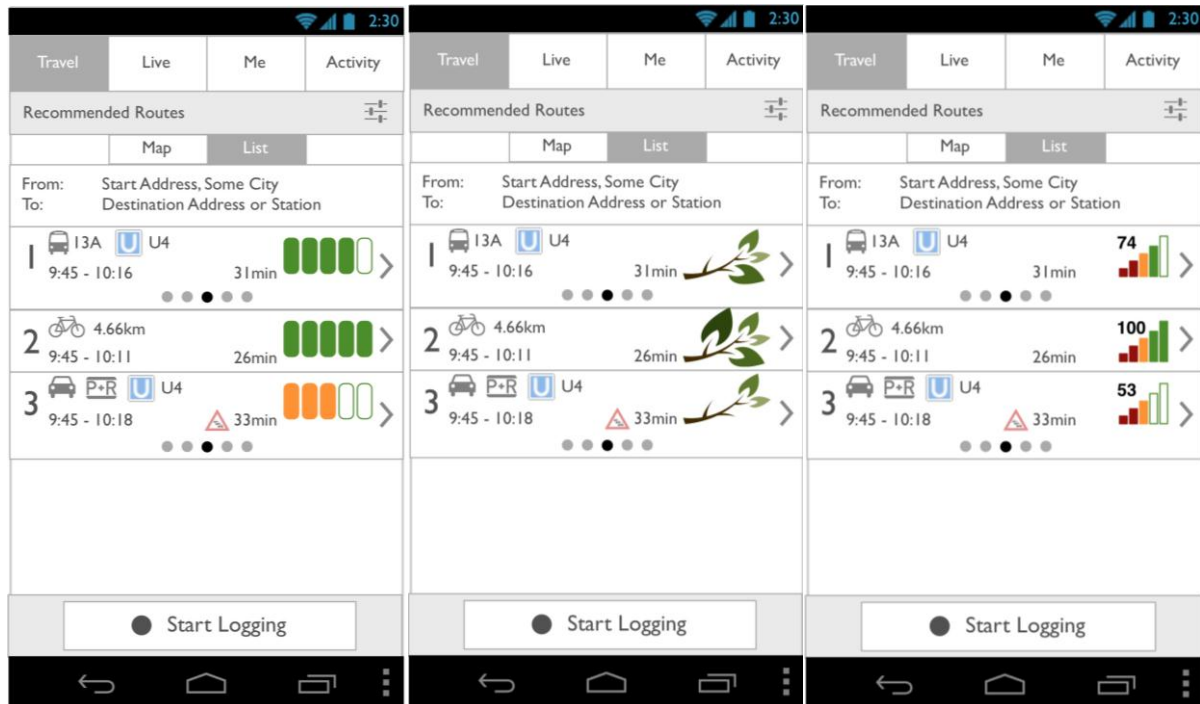 2:30
Travel Live Me Activity
Recommended Routes
Map List
From: Start Address, Some City
To: Destination Address or Station
1 13A U U4
9:45 - 10:16 31min
2 4.66km
9:45 - 10:11 26min
3 P+R U U4
9:45 - 10:18 33min
Start Logging
2:30
Travel Live Me Activity
Recommended Routes
Map List
From: Start Address, Some City
To: Destination Address or Station
1 13A U U4
9:45 - 10:16 31min
2 4.66km
9:45 - 10:11 26min
3 P+R U U4
9:45 - 10:18 33min
Start Logging
2:30
Travel Live Me Activity
Recommended Routes
Map List
From: Start Address, Some City
To: Destination Address or Station
1 13A U U4 74
9:45 - 10:16 31min
2 4.66km 100
9:45 - 10:11 26min
3 P+R U U4 53
9:45 - 10:18 33min
Start Logging